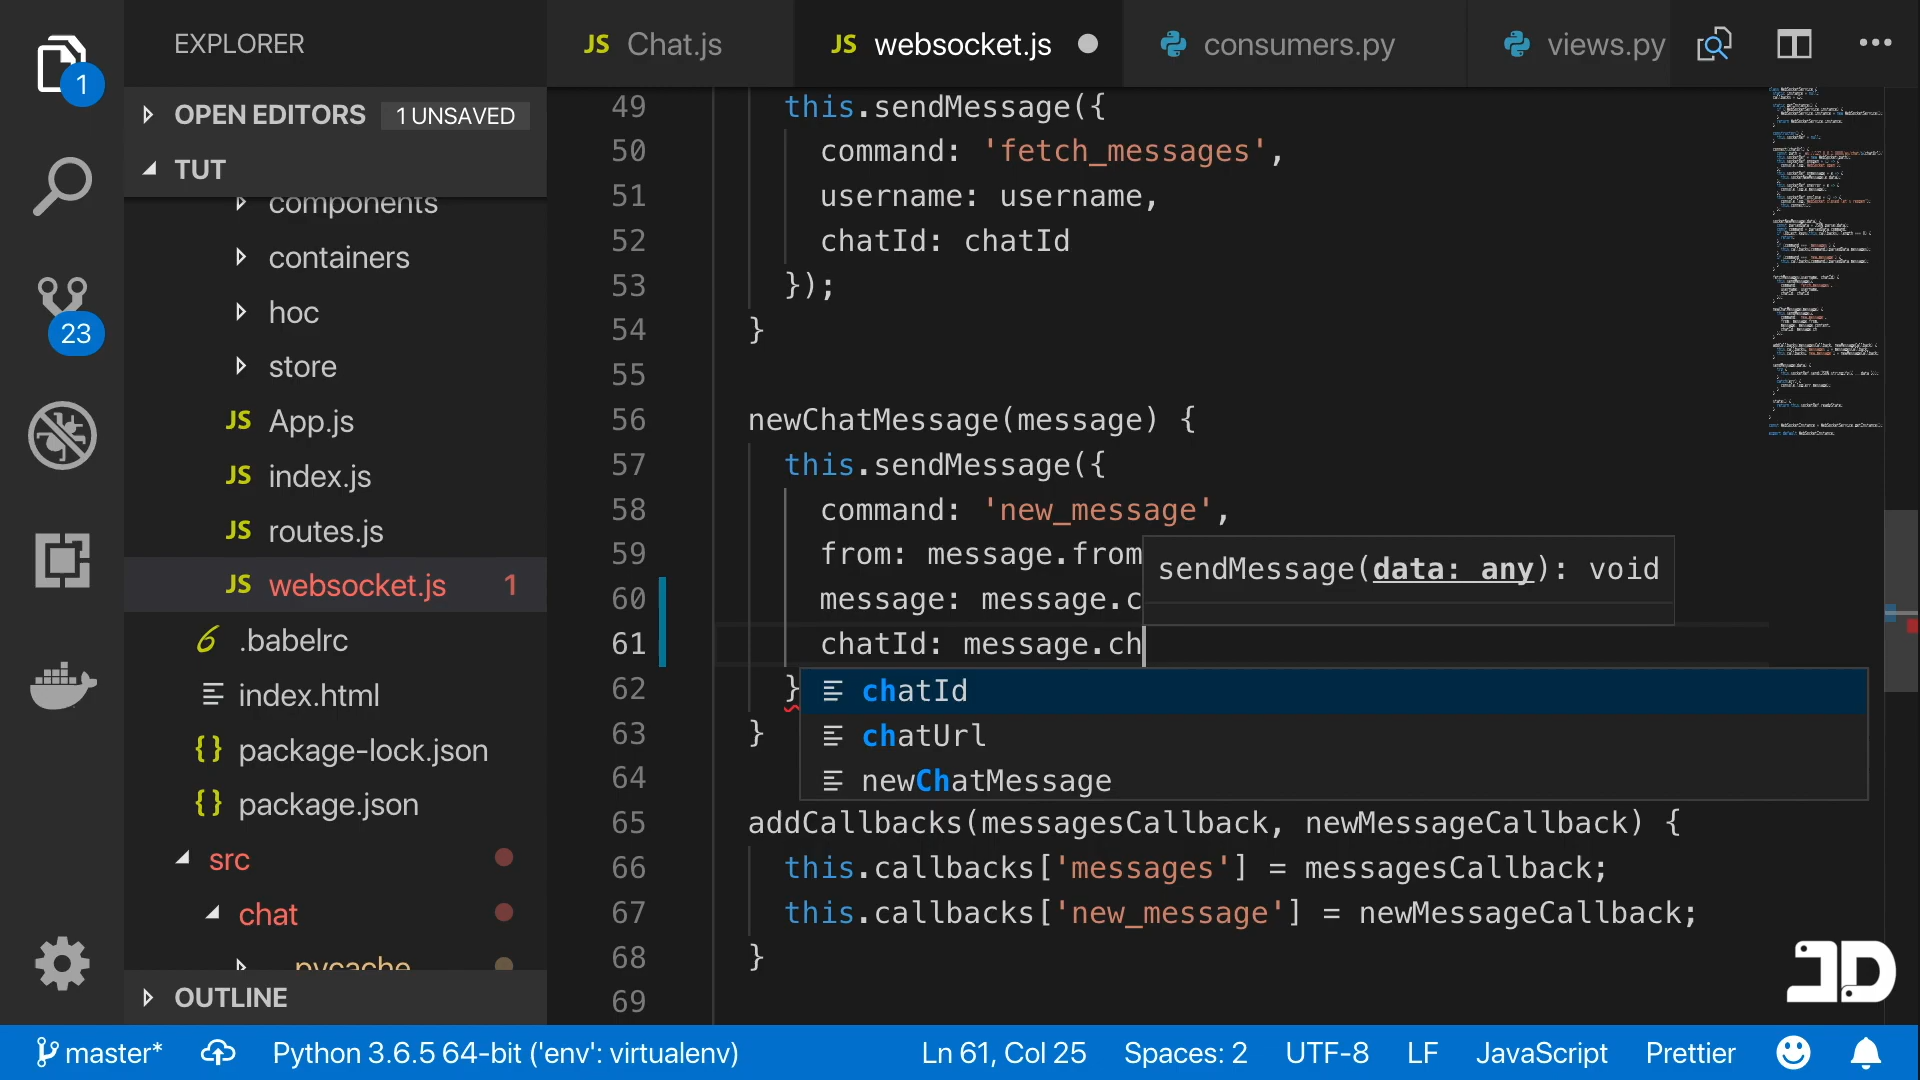 EXPLORER
1
OPEN EDITORS 1 UNSAVED
TUT
components
containers
hoc
23
store
JS App.js
JS index.js
JS routes.js
JS websocket.js 1
.babelrc
index.html
{} package-lock.json
{} package.json
src
chat
pycache
OUTLINE
JS Chat.js
JS websocket.js
consumers.py
views.py
49 this.sendMessage({
50 command: 'fetch_messages',
51 username: username,
52 chatId: chatId
53 });
54 }
55
56 newChatMessage(message) {
57 this.sendMessage({
58 command: 'new_message',
59 from: message.from
60 message: message.c
61 chatId: message.ch
62 }
63 }
64
sendMessage(data: any): void
chatId
chatUrl
newChatMessage
65 addCallbacks(messagesCallback, newMessageCallback) {
66 this.callbacks['messages'] = messagesCallback;
67 this.callbacks['new_message'] = newMessageCallback;
68 }
69
JD
master* Python 3.6.5 64-bit ('env': virtualenv) Ln 61, Col 25 Spaces: 2 UTF-8 LF JavaScript Prettier